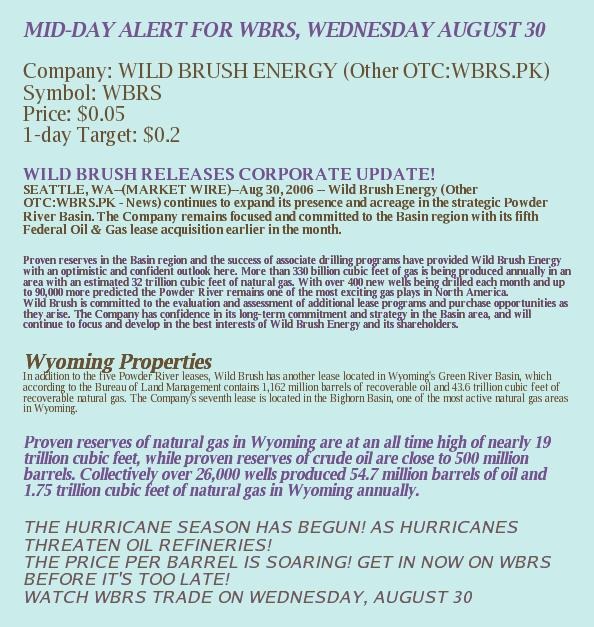 MID-DAY ALERT FOR WBRS, WEDNESDAY AUGUST 30
Company: WILD BRUSH ENERGY (Other OTC:WBRS.PK)
Symbol: WBRS
Price: $0.05
1-day Target: $0.2
WILD BRUSH RELEASES CORPORATE UPDATE!
SEATTLE, WA--(MARKET WIRE)--Aug 30, 2006 -- Wild Brush Energy (Other
OTC:WBRS.PK - News) continues to expand its presence and acreage in the strategic Powder
River Basin. The Company remains focused and committed to the Basin region with its fifth
Federal Oil & Gas lease acquisition earlier in the month.
Proven reserves in the Basin region and the success of associate drilling programs have provided Wild Brush Energy
with an optimistic and confident outlook here. More than 330 billion cubic feet of gas is being produced annually in an
area with an estimated 32 trillion cubic feet of natural gas. With over 400 new wells being drilled each month and up
to 90,000 more predicted the Powder River remains one of the most exciting gas plays in North America.
Wild Brush is committed to the evaluation and assessment of additional lease programs and purchase opportunities as
they arise. The Company has confidence in its long-term commitment and strategy in the Basin area, and will
continue to focus and develop in the best interests of Wild Brush Energy and its shareholders.
Wyoming Properties
In addition to the five Powder River leases, Wild Brush has another lease located in Wyoming's Green River Basin, which
according to the Bureau of Land Management contains 1,162 million barrels of recoverable oil and 43.6 trillion cubic feet of
recoverable natural gas. The Company's seventh lease is located in the Bighorn Basin, one of the most active natural gas areas
in Wyoming.
Proven reserves of natural gas in Wyoming are at an all time high of nearly 19
trillion cubic feet, while proven reserves of crude oil are close to 500 million
barrels. Collectively over 26,000 wells produced 54.7 million barrels of oil and
1.75 trillion cubic feet of natural gas in Wyoming annually.
THE HURRICANE SEASON HAS BEGUN! AS HURRICANES
THREATEN OIL REFINERIES!
THE PRICE PER BARREL IS SOARING! GET IN NOW ON WBRS
BEFORE IT'S TOO LATE!
WATCH WBRS TRADE ON WEDNESDAY, AUGUST 30